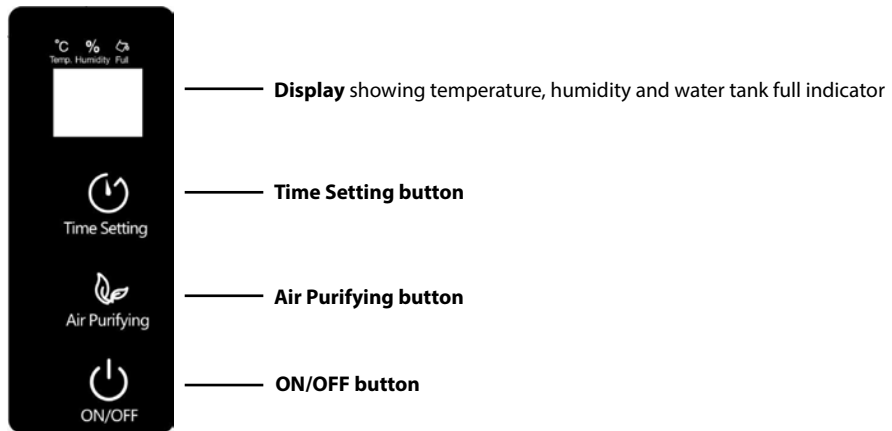 °C % 
Temp. Humidity Full
Display showing temperature, humidity and water tank full indicator
Time Setting
Time Setting button
Air Purifying
Air Purifying button
ON/OFF
ON/OFF button